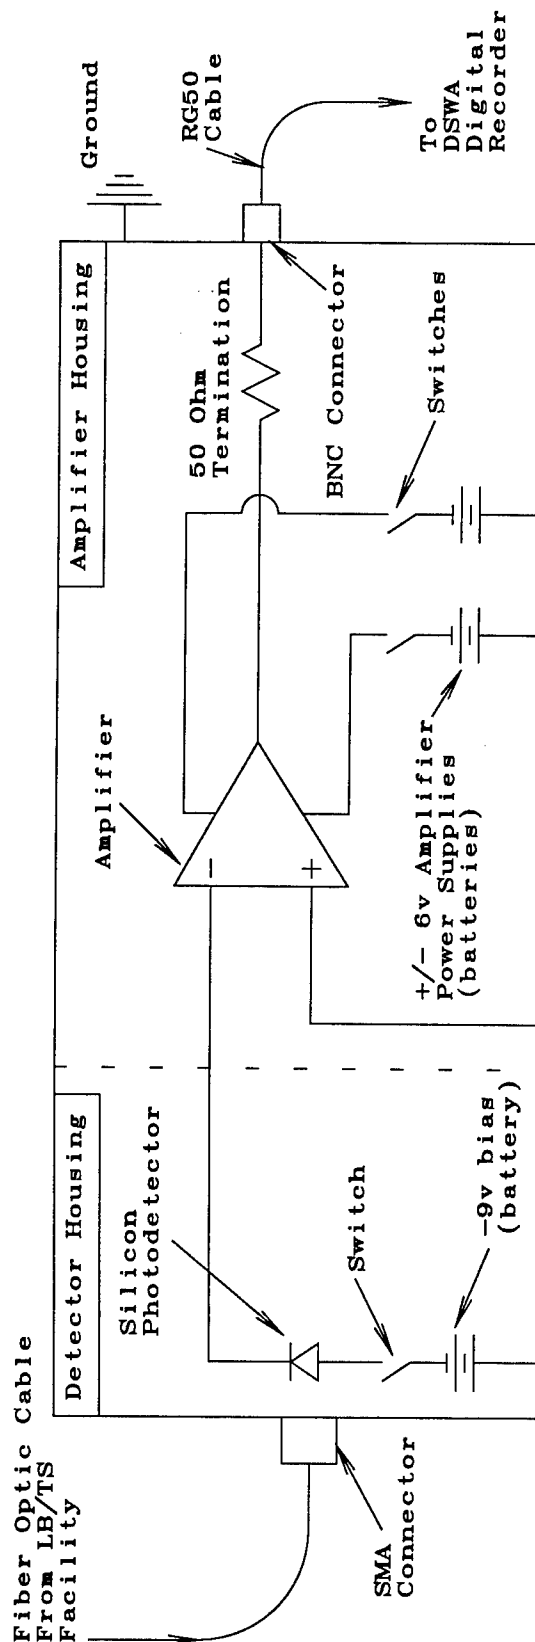 Fiber Optic Cable
From LB/TS
Facility
Detector Housing
Silicon
Photodetector
SMA
Connector
Switch
-9v bias
(battery)
Amplifier
-
+
+/- 6v Amplifier
Power Supplies
(batteries)
Amplifier Housing
50 Ohm
Termination
BNC Connector
Switches
Ground
RG50
Cable
To
DSWA
Digital
Recorder